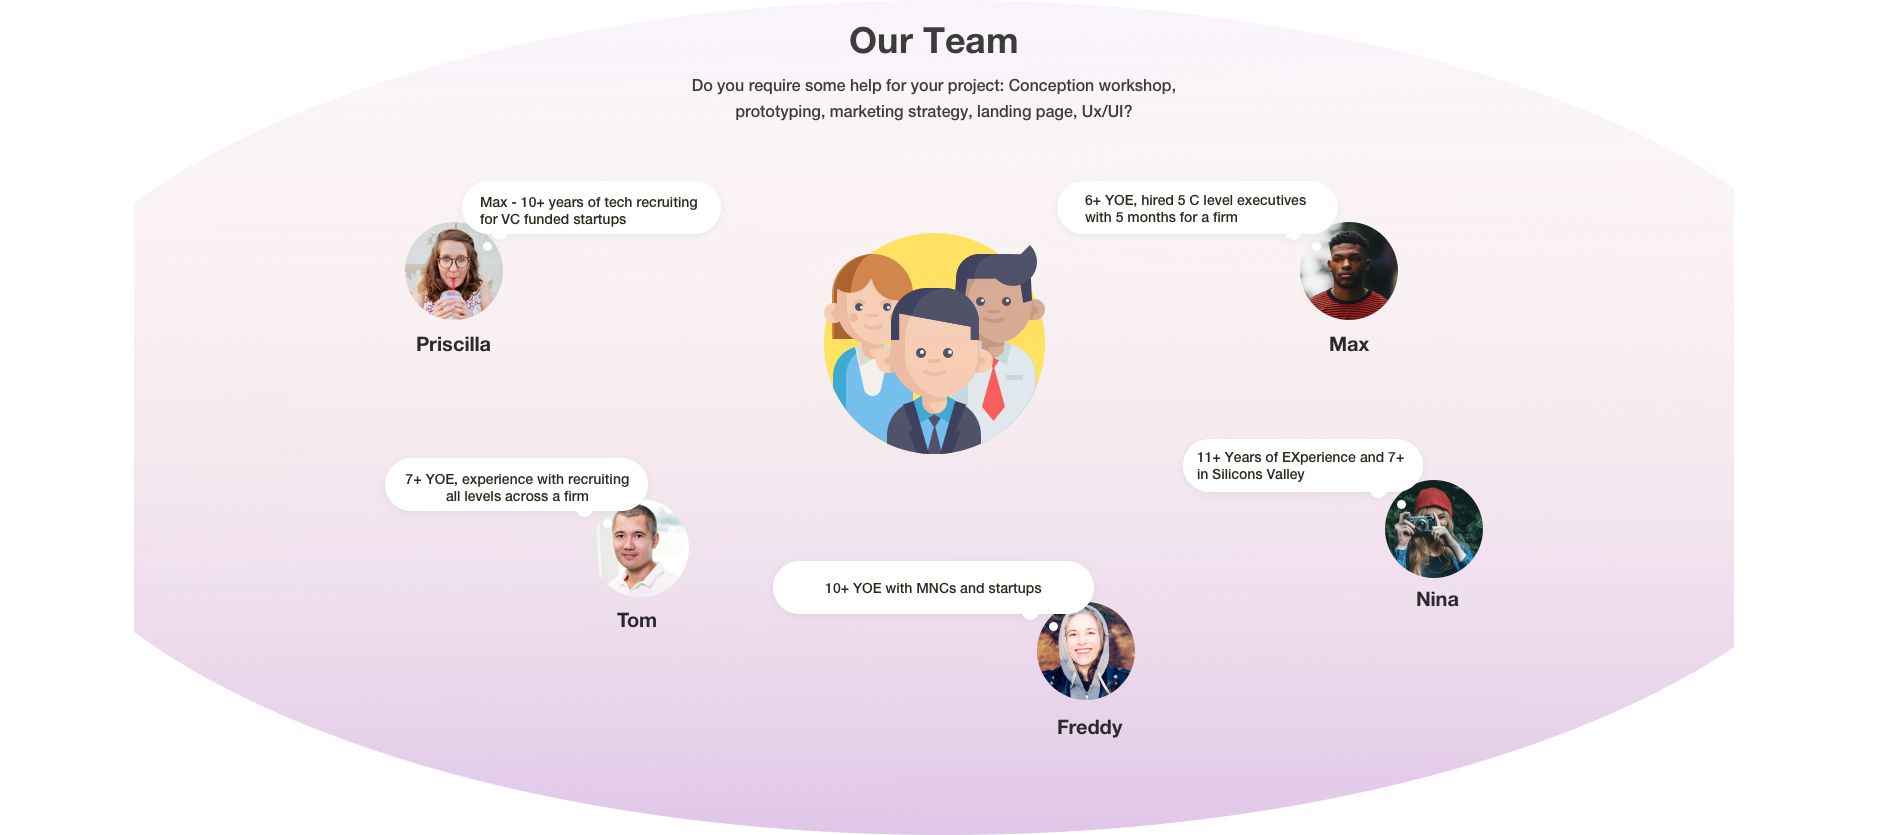 Our Team
Do you require some help for your project: Conception workshop,
prototyping, marketing strategy, landing page, Ux/UI?
Max - 10+ years of tech recruiting
for VC funded startups
Priscilla
6+ YOE, hired 5 C level executives
with 5 months for a firm
Max
7+ YOE, experience with recruiting
all levels across a firm
Tom
11+ Years of EXperience and 7+
in Silicons Valley
Nina
10+ YOE with MNCs and startups
Freddy